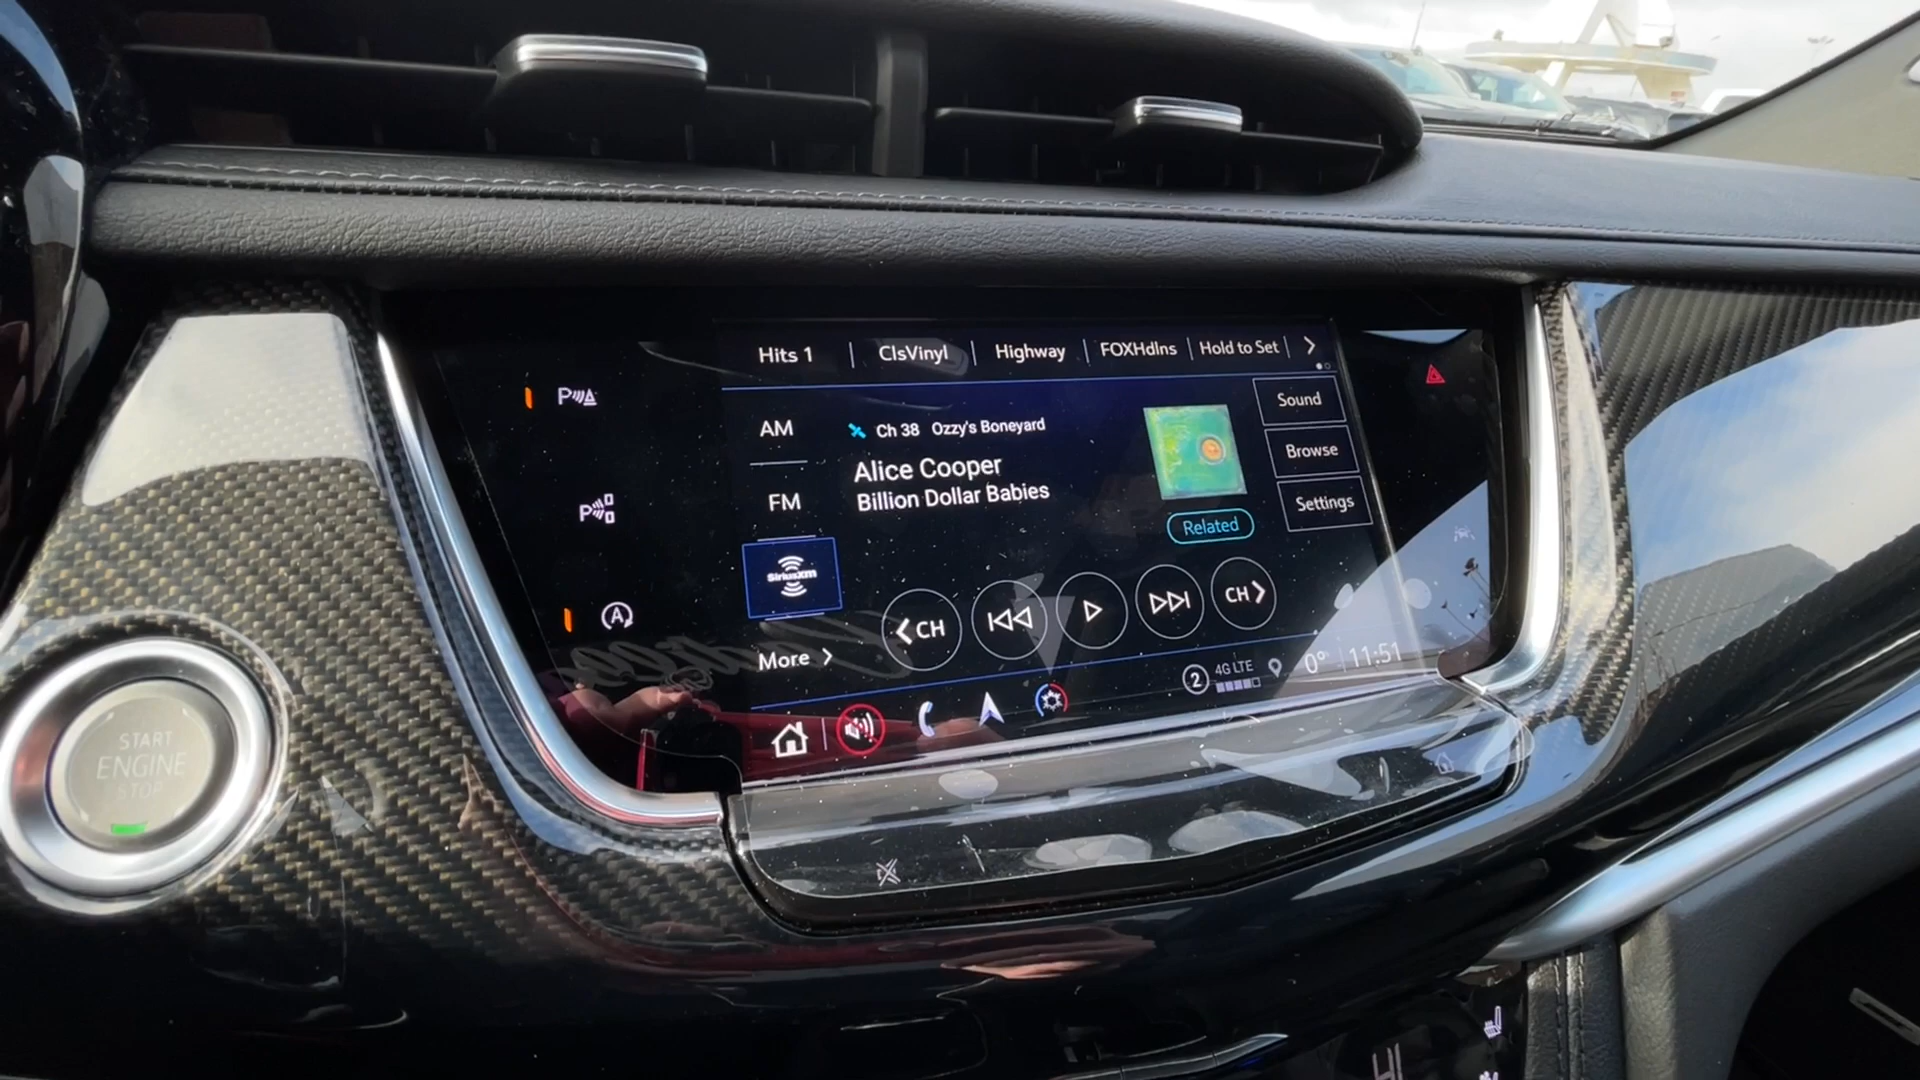 Hits 1
ClsVinyl
Highway
FOXHdlns
Hold to Set
AM
FM
SiriusXM
More
Ch 38 Ozzy's Boneyard
Alice Cooper
Billion Dollar Babies
Related
Sound
Browse
Settings
CH
CH
2
4G LTE
0°
11:51
P
P
A
START
ENGINE
STOP